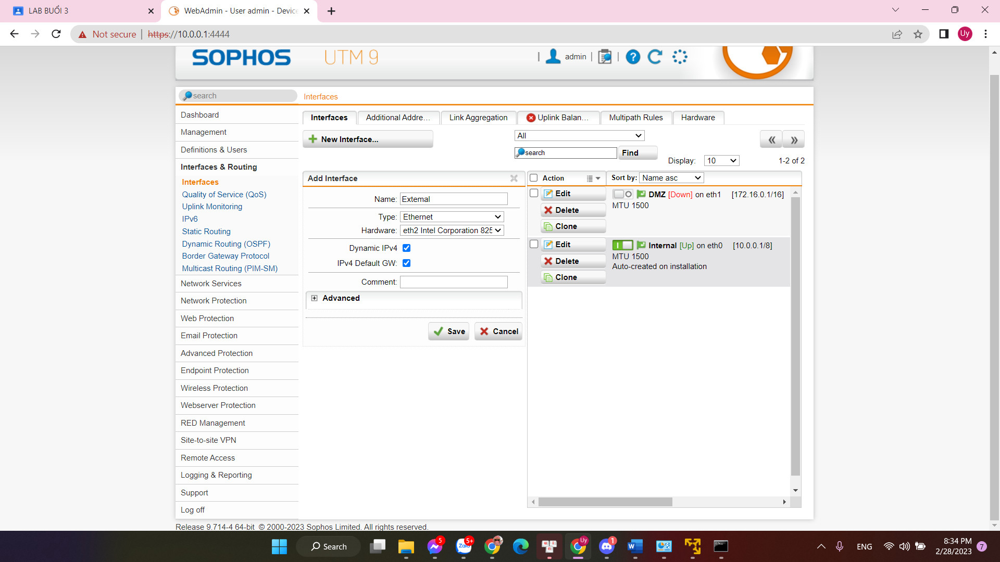 LAB BUỔI 3
WebAdmin - User admin - Device
Not secure
https://10.0.0.1:4444
SOPHOS
UTM 9
admin
search
Interfaces
Dashboard
Management
Definitions & Users
Interfaces & Routing
Interfaces
Quality of Service (QoS)
Uplink Monitoring
IPv6
Static Routing
Dynamic Routing (OSPF)
Border Gateway Protocol
Multicast Routing (PIM-SM)
Network Services
Network Protection
Web Protection
Email Protection
Advanced Protection
Endpoint Protection
Wireless Protection
Webserver Protection
RED Management
Site-to-site VPN
Remote Access
Logging & Reporting
Support
Log off
Interfaces
Additional Addre...
Link Aggregation
Uplink Balan...
Multipath Rules
Hardware
New Interface...
All
search
Find
Display: 10
1-2 of 2
Add Interface
Name: External
Type: Ethernet
Hardware: eth2 Intel Corporation 825
Dynamic IPv4
IPv4 Default GW:
Comment:
Advanced
Save
Cancel
Action
Sort by: Name asc
Edit
Delete
Clone
DMZ [Down] on eth1 [172.16.0.1/16]
MTU 1500
Edit
Delete
Clone
Internal [Up] on eth0 [10.0.0.1/8]
MTU 1500
Auto-created on installation
Release 9.714-4 64-bit © 2000-2023 Sophos Limited. All rights reserved.
Search
5
Zalo
5+
Uy
1
ENG
8:34 PM
2/28/2023
7
Uy